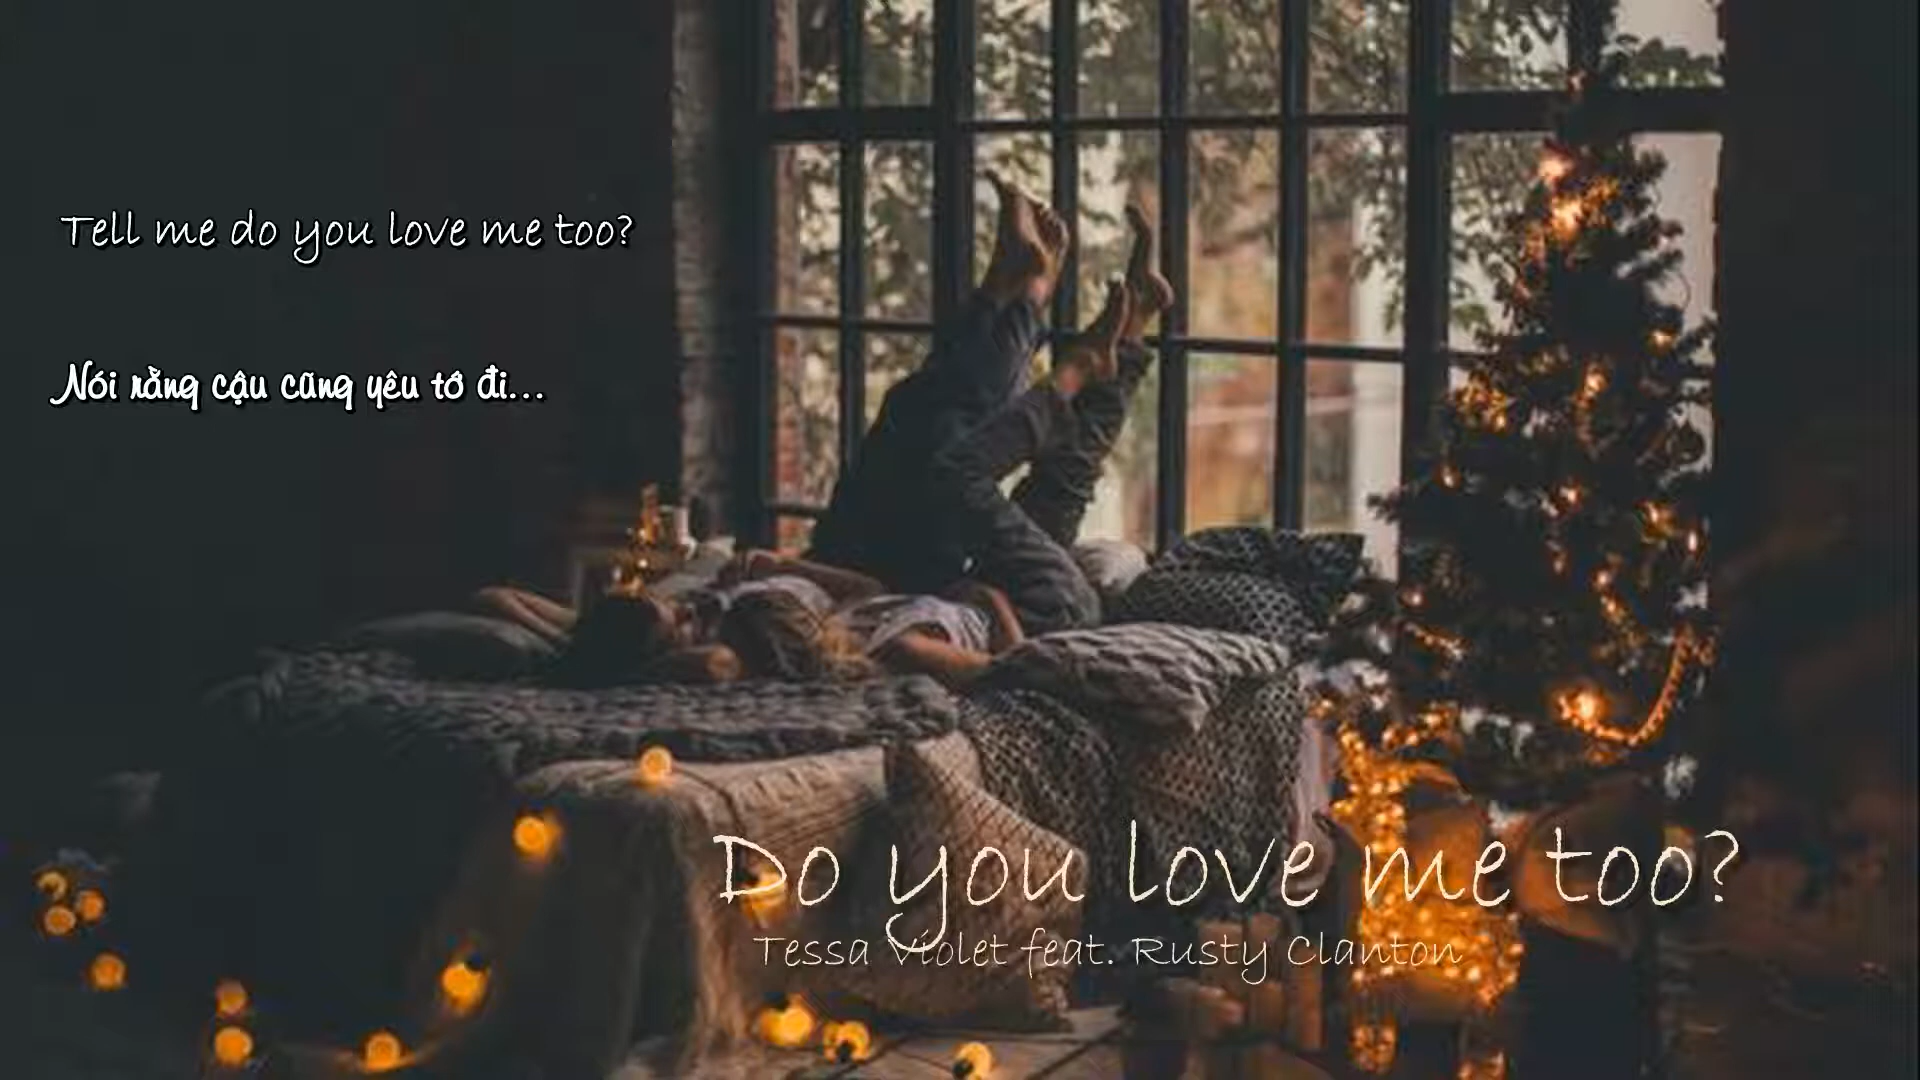 Tell me do you love me too?
Nói rằng cậu cũng yêu tớ đi...
Do you love me too?
Tessa Violet feat. Rusty Clanton